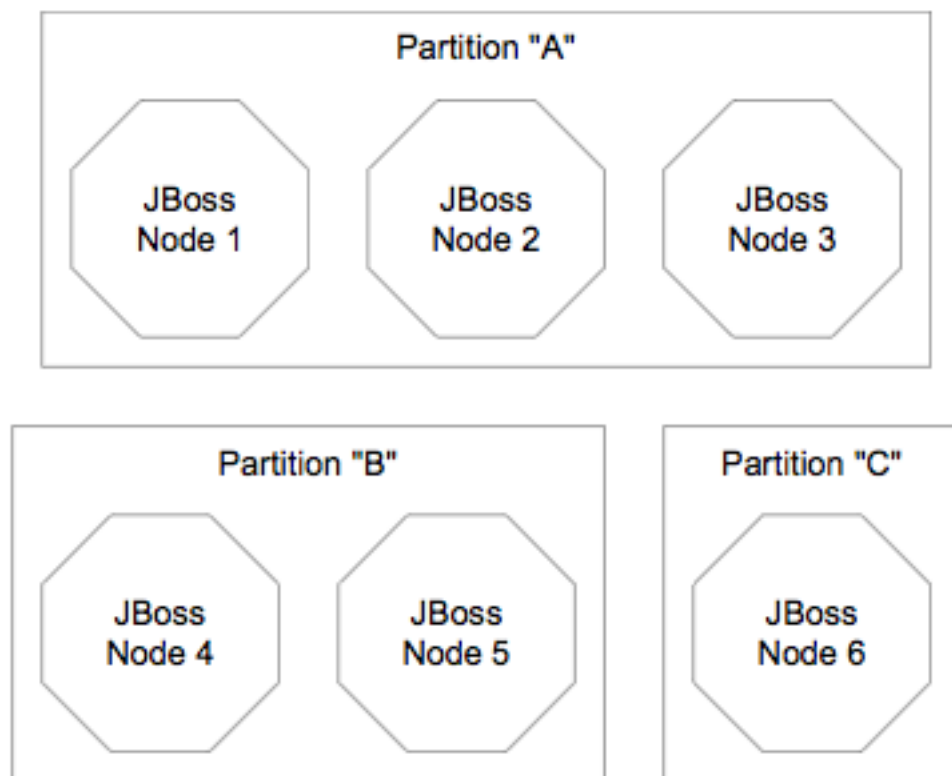 Partition "A"
JBoss
Node 1
JBoss
Node 2
JBoss
Node 3
Partition "B"
JBoss
Node 4
JBoss
Node 5
Partition "C"
JBoss
Node 6